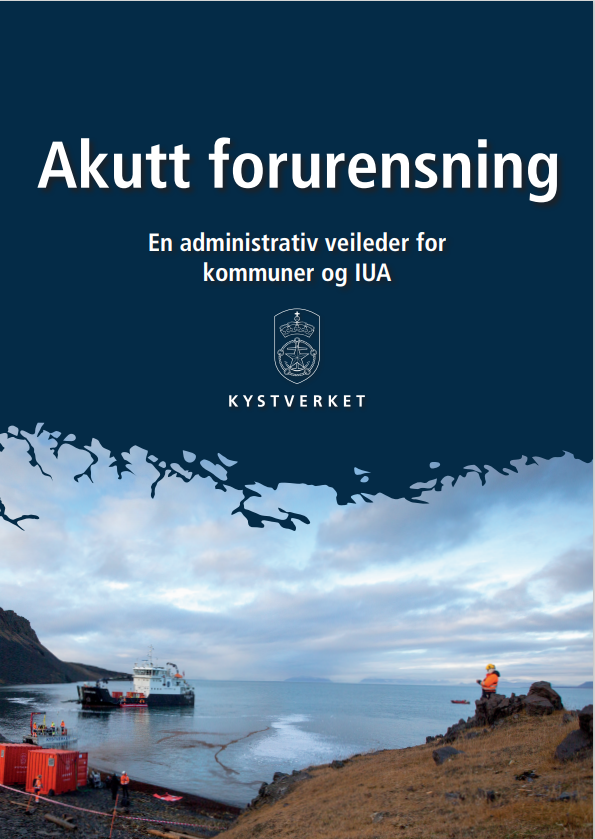 Akutt forurensning
En administrativ veileder for
kommuner og IUA
KYSTVERKET